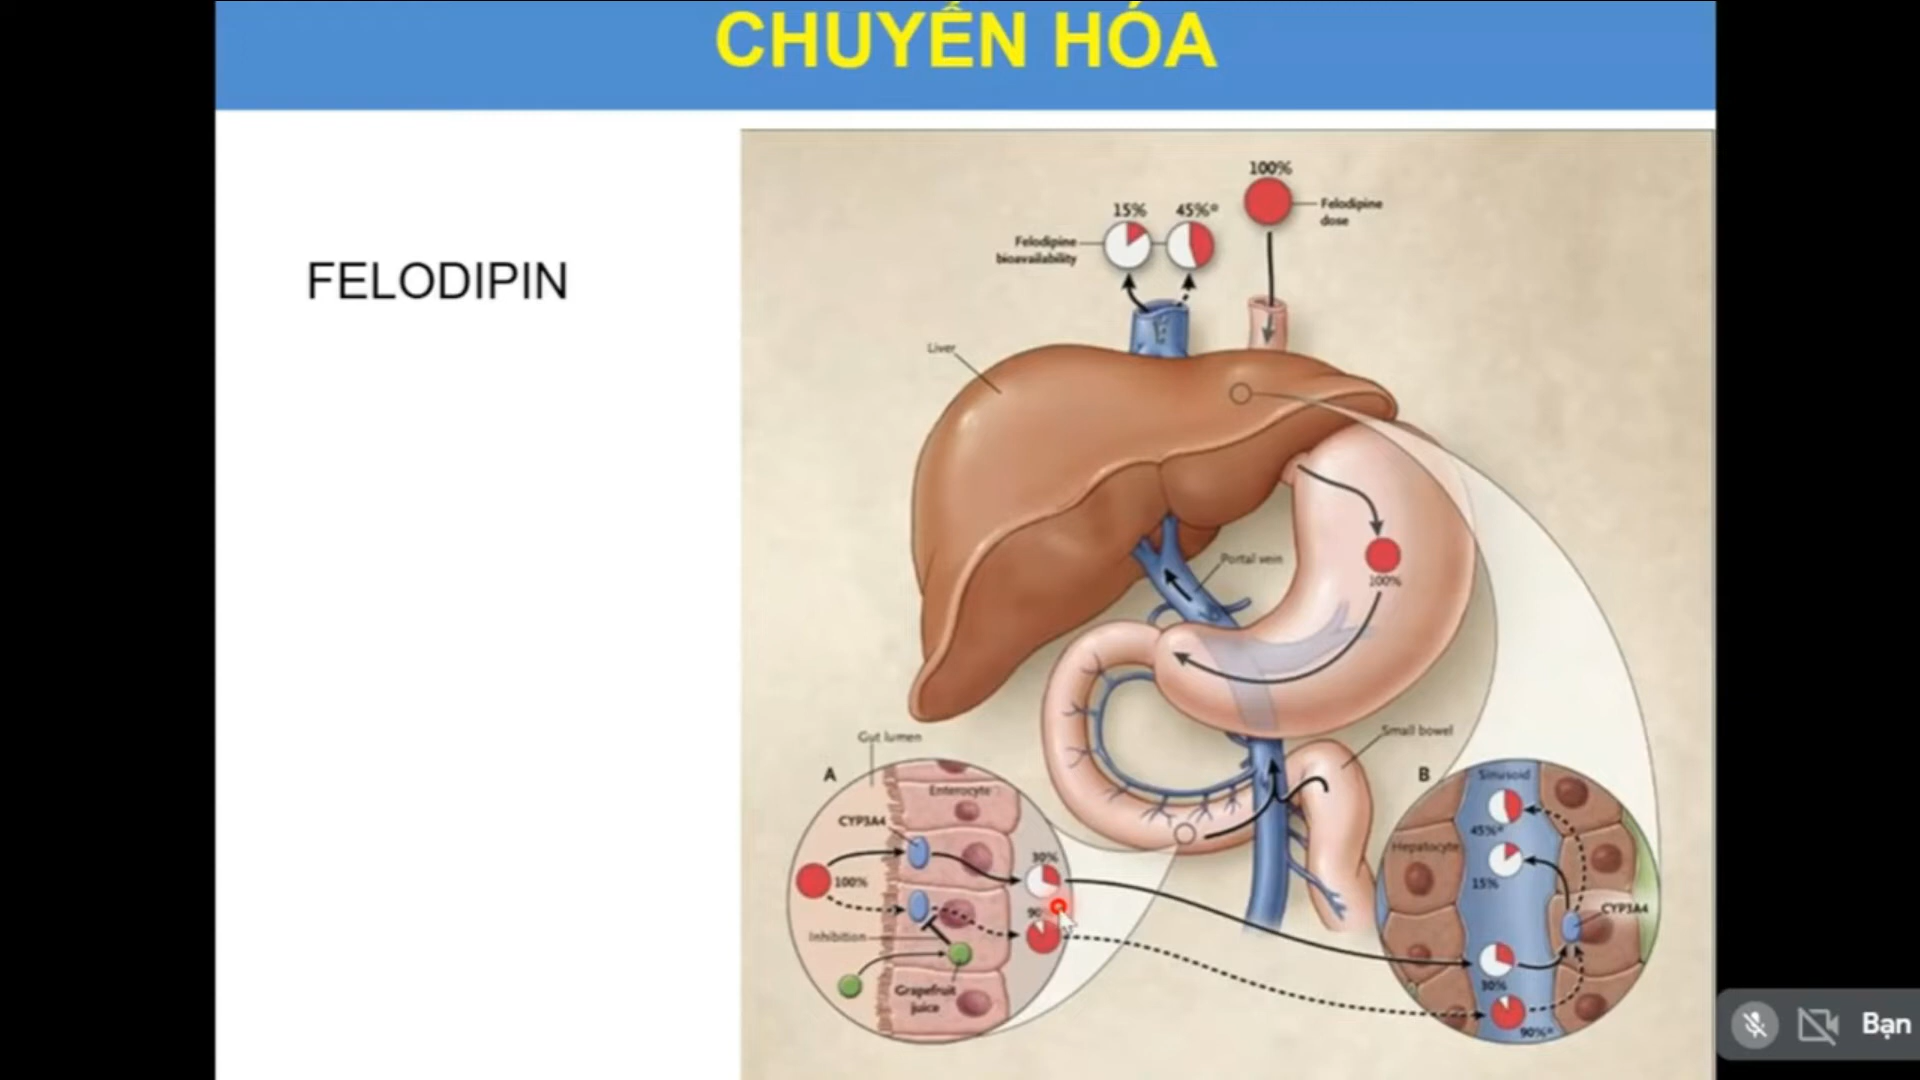 CHUYỂN HÓA
FELODIPIN
100%
Felodipine
dose
15%
45%*
Felodipine
bioavailability
Liver
Portal vein
100%
Small bowel
Gut lumen
A
Enterocyte
CYP3A4
100%
30%
Inhibition
Grapefruit
juice
B
Sinusoid
45%*
Hepatocyte
15%
CYP3A4
30%
90%*
Bạn